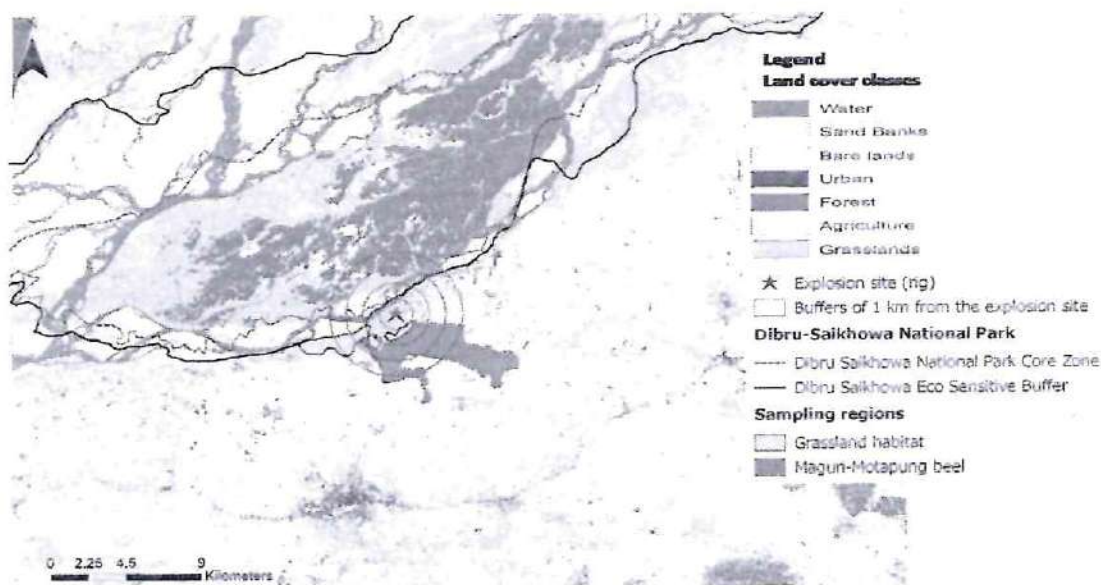 Legend
Land cover classes
Water
Sand Banks
Bare lands
Urban
Forest
Agriculture
Grasslands
Explosion site (rig)
Buffers of 1 km from the explosion site
Dibru-Saikhowa National Park
Dibru Saikhowa National Park Core Zone
Dibru Saikhowa Eco Sensitive Buffer
Sampling regions
Grassland habitat
Magun-Motapung beel
0 2.25 4.5 9
Kilometers